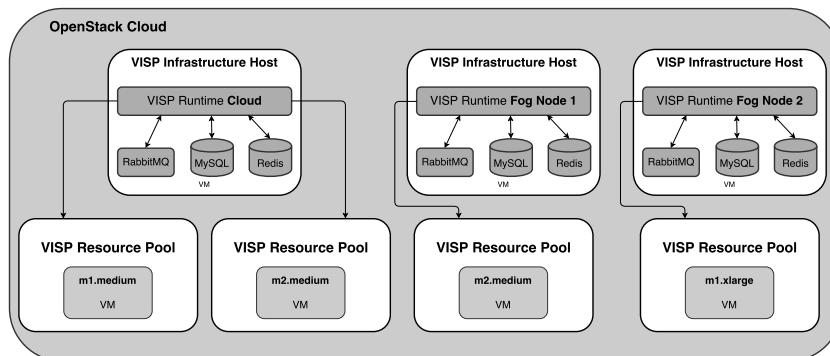 OpenStack Cloud
VISP Infrastructure Host
VISP Runtime Cloud
RabbitMQ
MySQL
Redis
VM
VISP Infrastructure Host
VISP Runtime Fog Node 1
RabbitMQ
MySQL
Redis
VM
VISP Infrastructure Host
VISP Runtime Fog Node 2
RabbitMQ
MySQL
Redis
VM
VISP Resource Pool
m1.medium
VM
VISP Resource Pool
m2.medium
VM
VISP Resource Pool
m2.medium
VM
VISP Resource Pool
m1.xlarge
VM